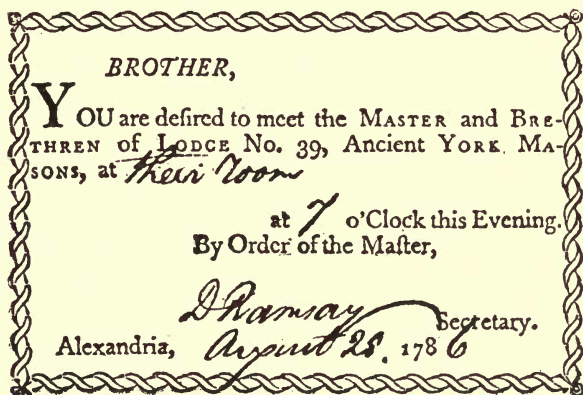 BROTHER,
YOU are deſired to meet the MASTER and BRE-
THREN of LODGE No. 39, Ancient YORK MA-
SONS, at their room
at 7 o'Clock this Evening.
By Order of the Maſter,
D Ramsay Secretary.
Alexandria, August 28. 1786